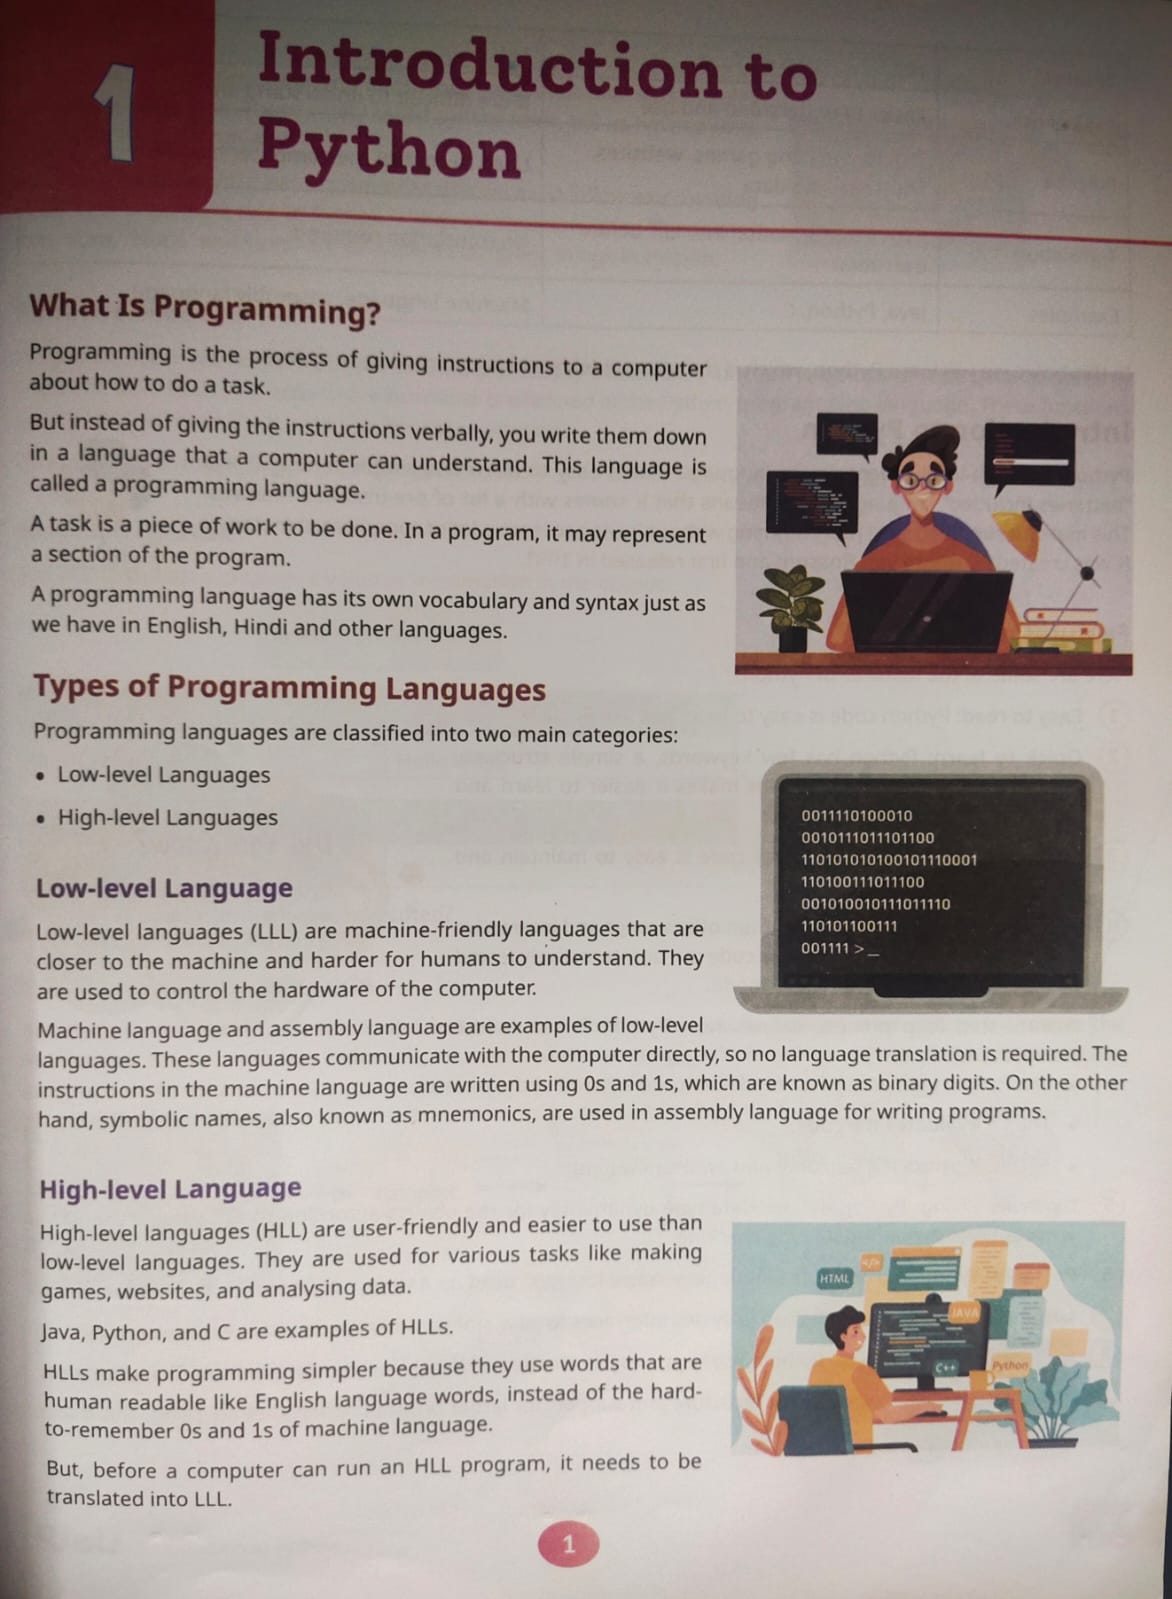 1
Introduction to
Python
What Is Programming?
Programming is the process of giving instructions to a computer
about how to do a task.
But instead of giving the instructions verbally, you write them down
in a language that a computer can understand. This language is
called a programming language.
A task is a piece of work to be done. In a program, it may represent
a section of the program.
A programming language has its own vocabulary and syntax just as
we have in English, Hindi and other languages.
Types of Programming Languages
Programming languages are classified into two main categories:
• Low-level Languages
• High-level Languages
0011110100010
0010111011101100
110101010100101110001
110100111011100
001010010111011110
110101100111
001111 >_
Low-level Language
Low-level languages (LLL) are machine-friendly languages that are
closer to the machine and harder for humans to understand. They
are used to control the hardware of the computer.
Machine language and assembly language are examples of low-level
languages. These languages communicate with the computer directly, so no language translation is required. The
instructions in the machine language are written using 0s and 1s, which are known as binary digits. On the other
hand, symbolic names, also known as mnemonics, are used in assembly language for writing programs.
High-level Language
High-level languages (HLL) are user-friendly and easier to use than
low-level languages. They are used for various tasks like making
games, websites, and analysing data.
Java, Python, and C are examples of HLLs.
HLLs make programming simpler because they use words that are
human readable like English language words, instead of the hard-
to-remember 0s and 1s of machine language.
But, before a computer can run an HLL program, it needs to be
translated into LLL.
</>
HTML
JAVA
C++
Python
1